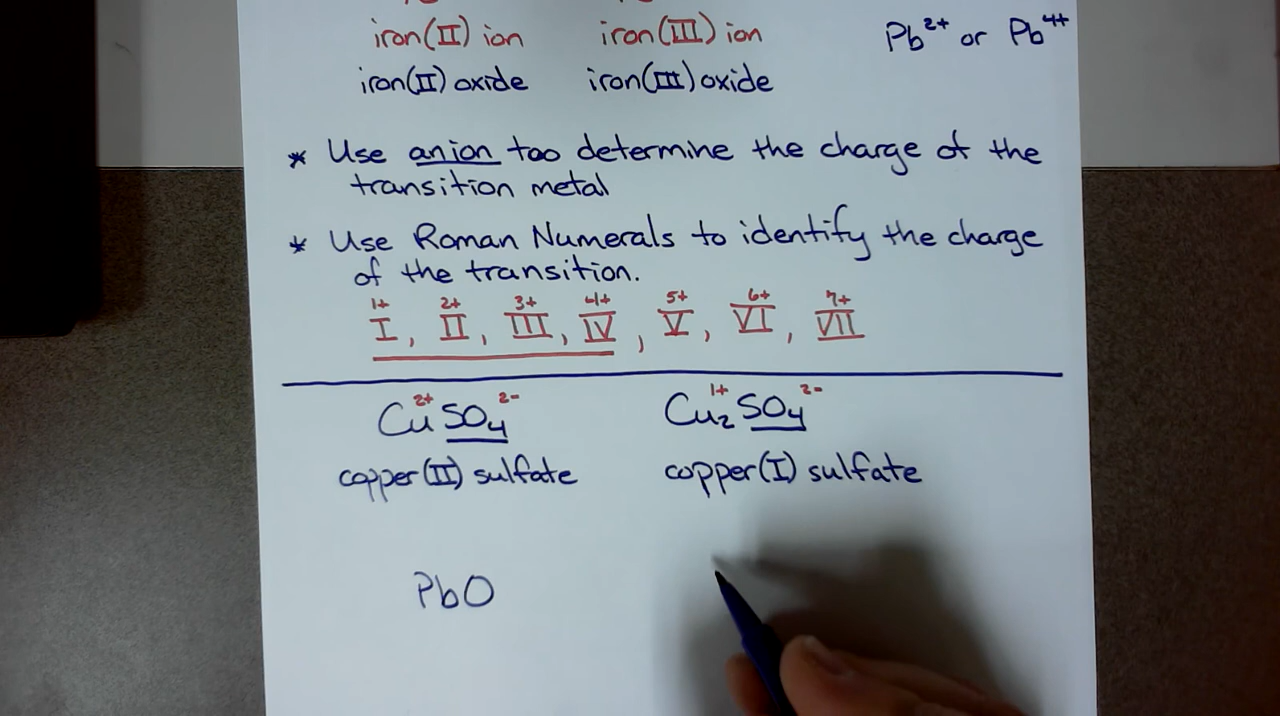 iron(II) ion iron(III) ion Pb²⁺ or Pb⁴⁺
iron(II) oxide iron(III) oxide
* Use anion too determine the charge of the
transition metal
* Use Roman Numerals to identify the charge
of the transition.
1+ 2+ 3+ 4+ 5+ 6+ 7+
I, II, III, IV, V, VI, VII
Cu²⁺SO₄²⁻ Cu₂¹⁺SO₄²⁻
copper(II) sulfate copper(I) sulfate
PbO